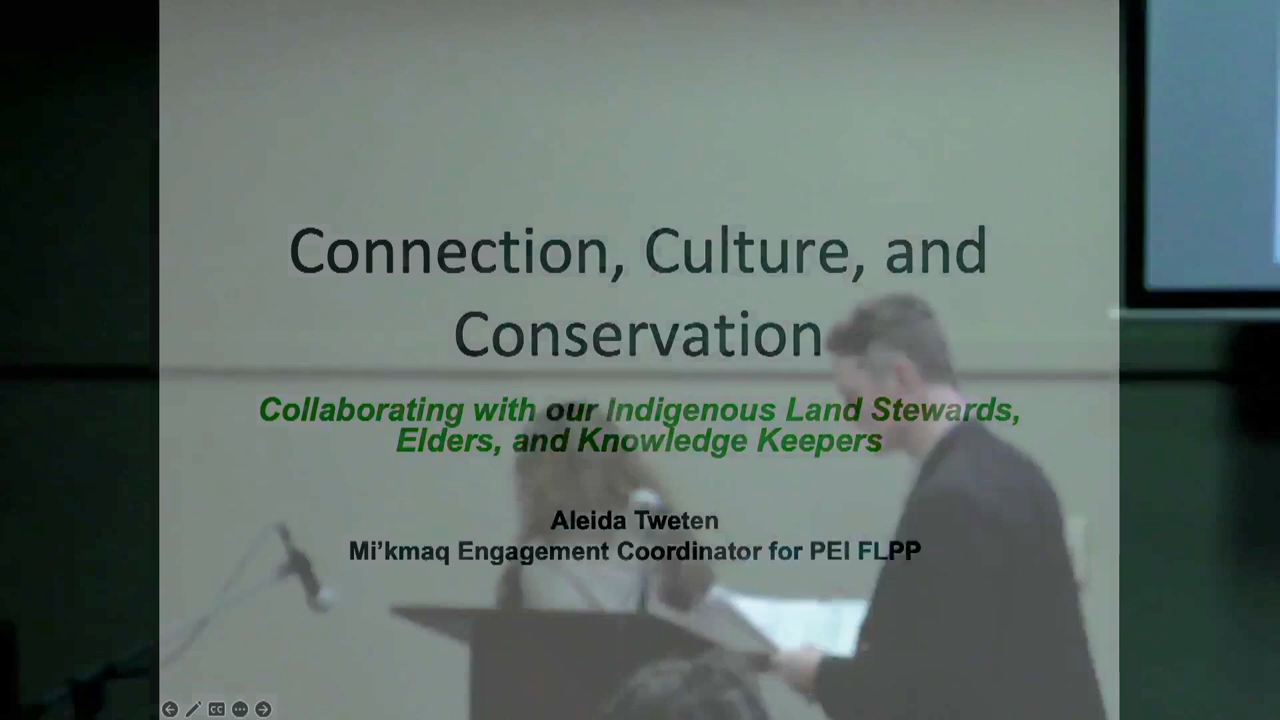 Connection, Culture, and
Conservation
Collaborating with our Indigenous Land Stewards,
Elders, and Knowledge Keepers
Aleida Tweten
Mi’kmaq Engagement Coordinator for PEI FLPP
CC